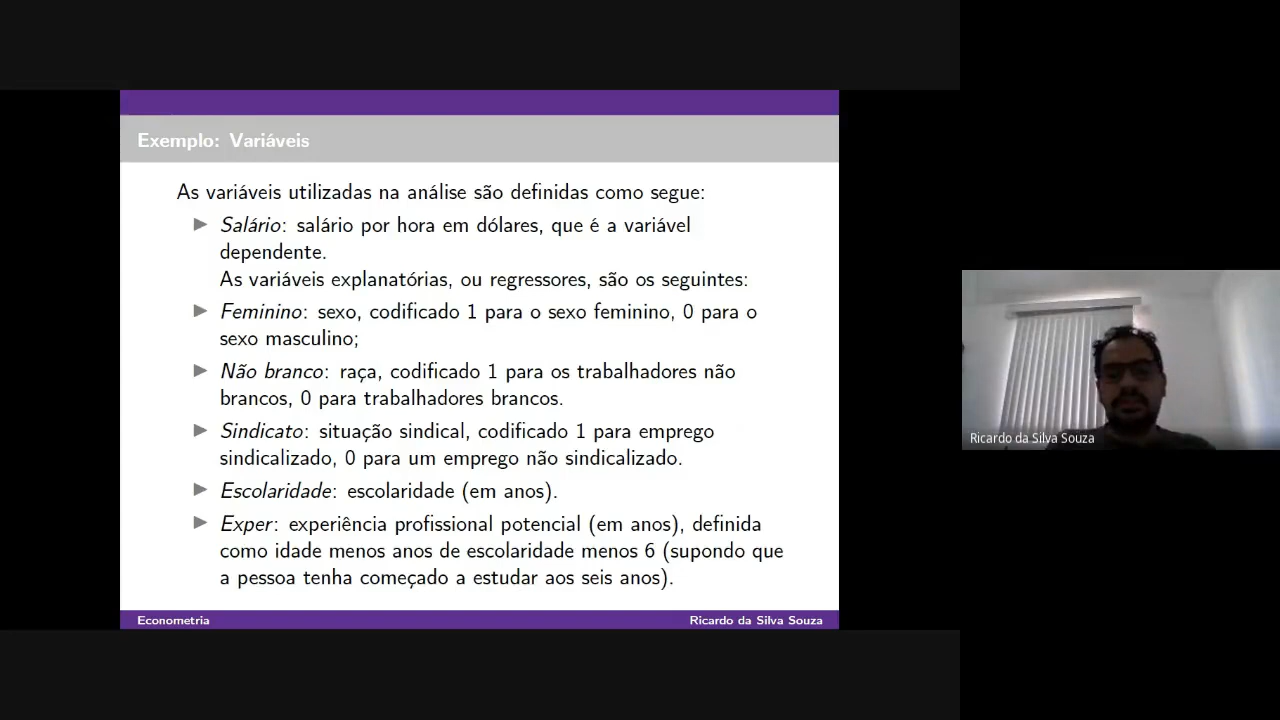 Exemplo: Variáveis
As variáveis utilizadas na análise são definidas como segue:
Salário: salário por hora em dólares, que é a variável
dependente.
As variáveis explanatórias, ou regressores, são os seguintes:
Feminino: sexo, codificado 1 para o sexo feminino, 0 para o
sexo masculino;
Não branco: raça, codificado 1 para os trabalhadores não
brancos, 0 para trabalhadores brancos.
Sindicato: situação sindical, codificado 1 para emprego
sindicalizado, 0 para um emprego não sindicalizado.
Escolaridade: escolaridade (em anos).
Exper: experiência profissional potencial (em anos), definida
como idade menos anos de escolaridade menos 6 (supondo que
a pessoa tenha começado a estudar aos seis anos).
Econometria
Ricardo da Silva Souza
Ricardo da Silva Souza